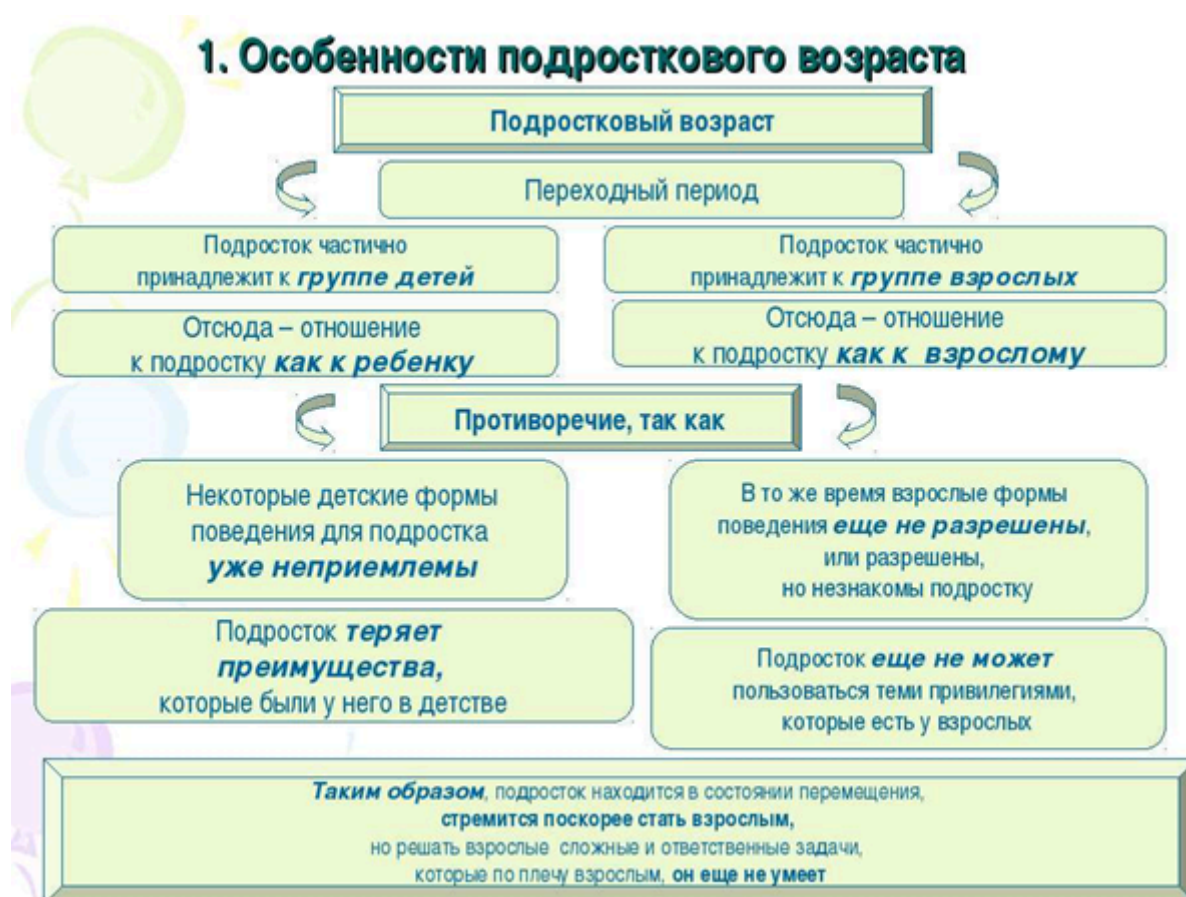 1. Особенности подросткового возраста
Подростковый возраст
Переходный период
Подросток частично
принадлежит к группе детей
Подросток частично
принадлежит к группе взрослых
Отсюда – отношение
к подростку как к ребенку
Отсюда – отношение
к подростку как к взрослому
Противоречие, так как
Некоторые детские формы
поведения для подростка
уже неприемлемы
В то же время взрослые формы
поведения еще не разрешены,
или разрешены,
но незнакомы подростку
Подросток теряет
преимущества,
которые были у него в детстве
Подросток еще не может
пользоваться теми привилегиями,
которые есть у взрослых
Таким образом, подросток находится в состоянии перемещения,
стремится поскорее стать взрослым,
но решать взрослые сложные и ответственные задачи,
которые по плечу взрослым, он еще не умеет